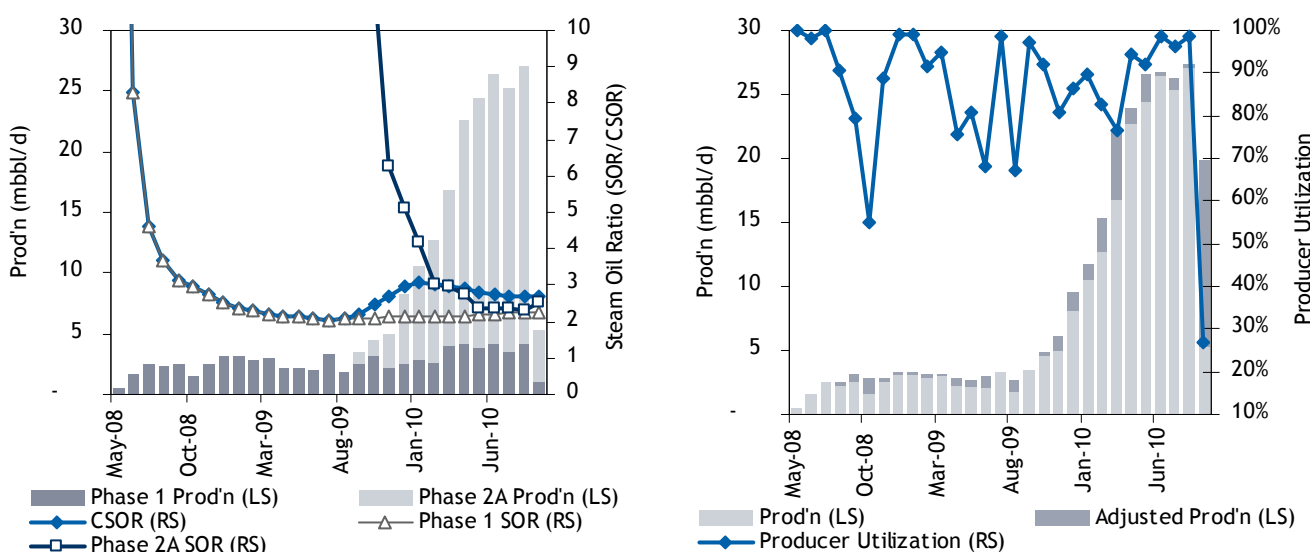 30
25
20
15
10
5
-
Prod'n (mbbl/d)
10
9
8
7
6
5
4
3
2
1
0
Steam Oil Ratio (SOR/CSOR)
May-08
Oct-08
Mar-09
Aug-09
Jan-10
Jun-10
Phase 1 Prod'n (LS)
Phase 2A Prod'n (LS)
CSOR (RS)
Phase 1 SOR (RS)
Phase 2A SOR (RS)
30
25
20
15
10
5
-
Prod'n (mbbl/d)
100%
90%
80%
70%
60%
50%
40%
30%
20%
10%
Producer Utilization
May-08
Oct-08
Mar-09
Aug-09
Jan-10
Jun-10
Prod'n (LS)
Adjusted Prod'n (LS)
Producer Utilization (RS)